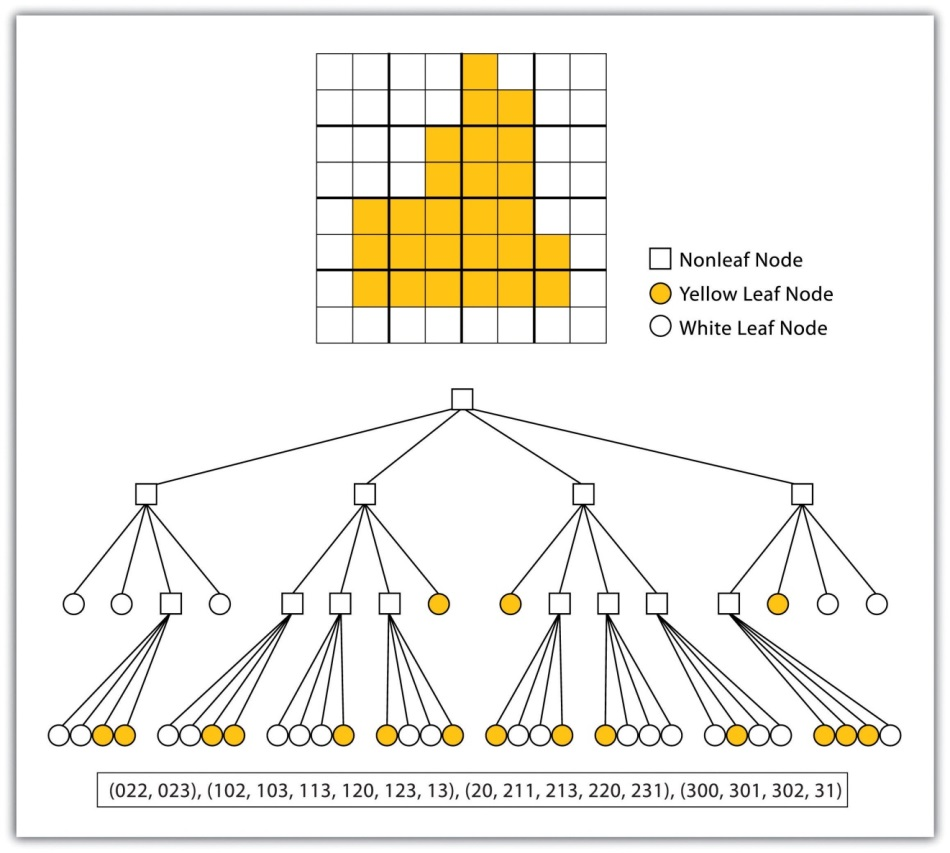 Nonleaf Node
Yellow Leaf Node
White Leaf Node
(022, 023), (102, 103, 113, 120, 123, 13), (20, 211, 213, 220, 231), (300, 301, 302, 31)